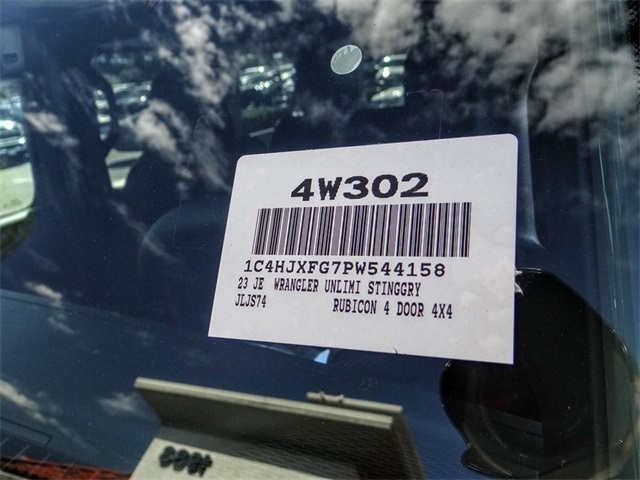 4W302
1C4HJXFG7PW544158
23 JE WRANGLER UNLIMI STINGGRY
JLJS74 RUBICON 4 DOOR 4X4